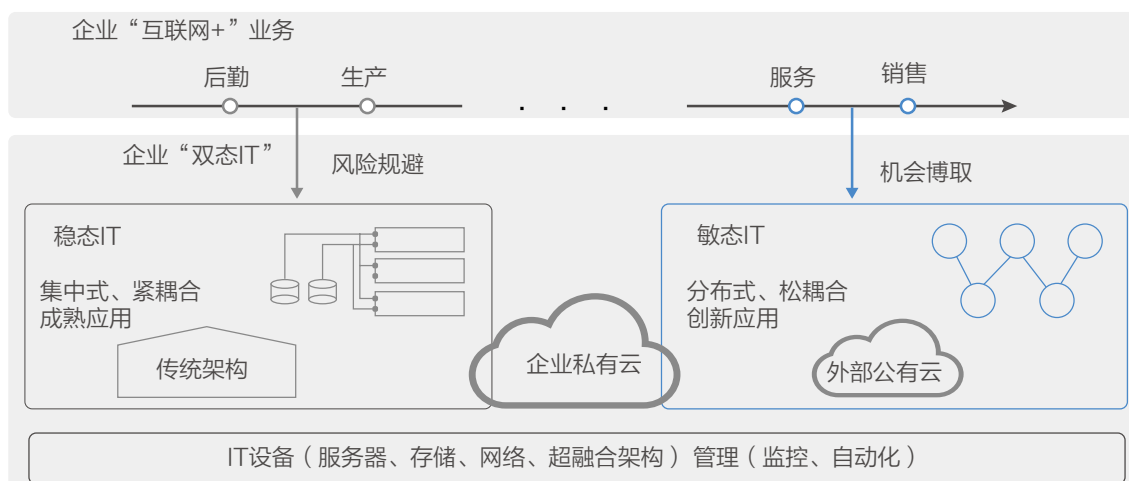 企业“互联网+”业务
后勤
生产
. . .
服务
销售
企业“双态IT”
风险规避
机会博取
稳态IT
集中式、紧耦合
成熟应用
传统架构
企业私有云
敏态IT
分布式、松耦合
创新应用
外部公有云
IT设备（服务器、存储、网络、超融合架构）管理（监控、自动化）